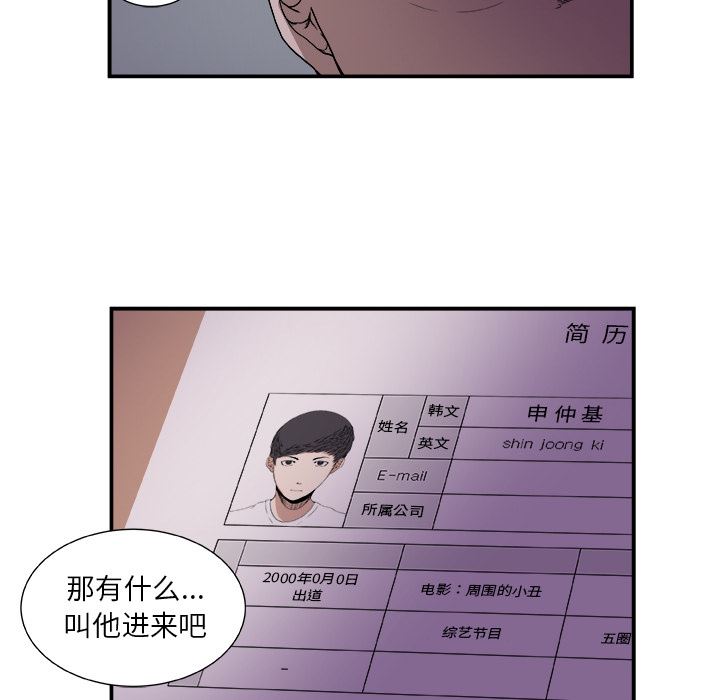 简 历
姓名
韩文
申仲基
英文
shin joong ki
E-mail
所属公司
2000年0月0日
出道
电影：周围的小丑
综艺节目
五圈
-
那有什么...
叫他进来吧